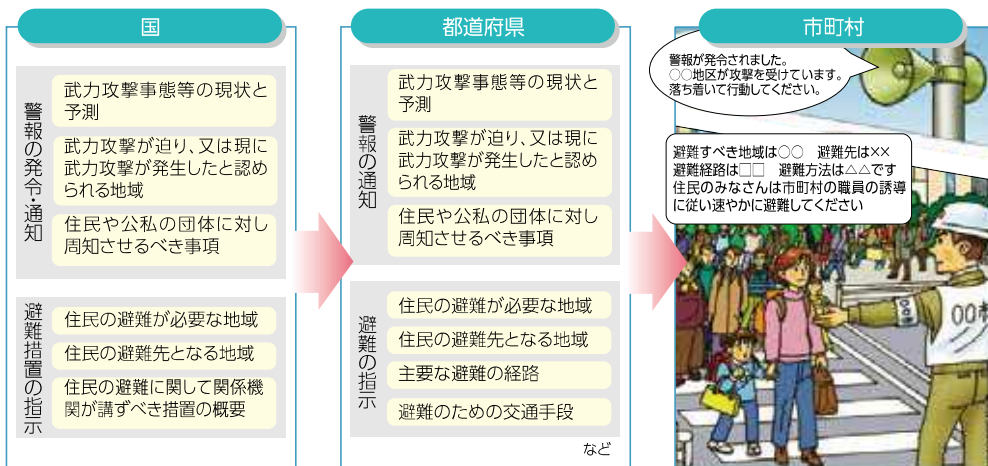 国
警報の発令・通知
武力攻撃事態等の現状と
予測
武力攻撃が迫り、又は現に
武力攻撃が発生したと認め
られる地域
住民や公私の団体に対し
周知させるべき事項
避難措置の指示
住民の避難が必要な地域
住民の避難先となる地域
住民の避難に関して関係機
関が講ずべき措置の概要
都道府県
警報の通知
武力攻撃事態等の現状と
予測
武力攻撃が迫り、又は現に
武力攻撃が発生したと認め
られる地域
住民や公私の団体に対し
周知させるべき事項
避難の指示
住民の避難が必要な地域
住民の避難先となる地域
主要な避難の経路
避難のための交通手段
など
市町村
警報が発令されました。
○○地区が攻撃を受けています。
落ち着いて行動してください。
避難すべき地域は○○　避難先は××
避難経路は□□　避難方法は△△です
住民のみなさんは市町村の職員の誘導
に従い速やかに避難してください